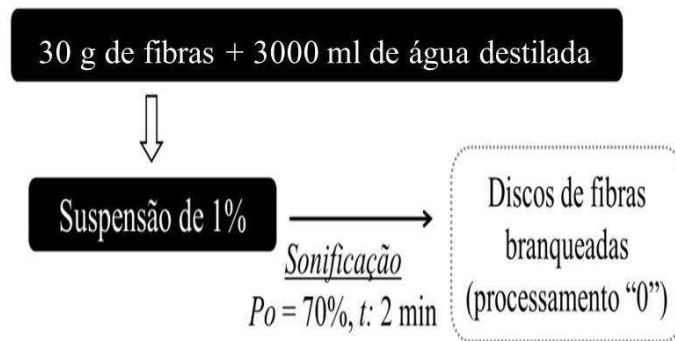 30 g de fibras + 3000 ml de água destilada
Suspensão de 1%
Sonificação
Po = 70%, t: 2 min
Discos de fibras
branqueadas
(processamento “0”)